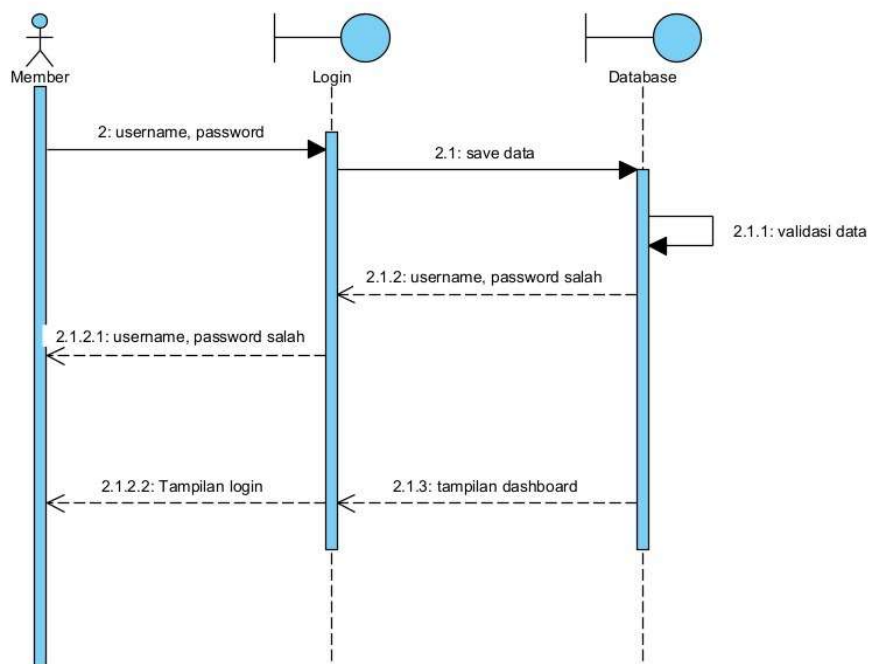 Member
Login
Database
2: username, password
2.1: save data
2.1.1: validasi data
2.1.2: username, password salah
2.1.2.1: username, password salah
2.1.2.2: Tampilan login
2.1.3: tampilan dashboard